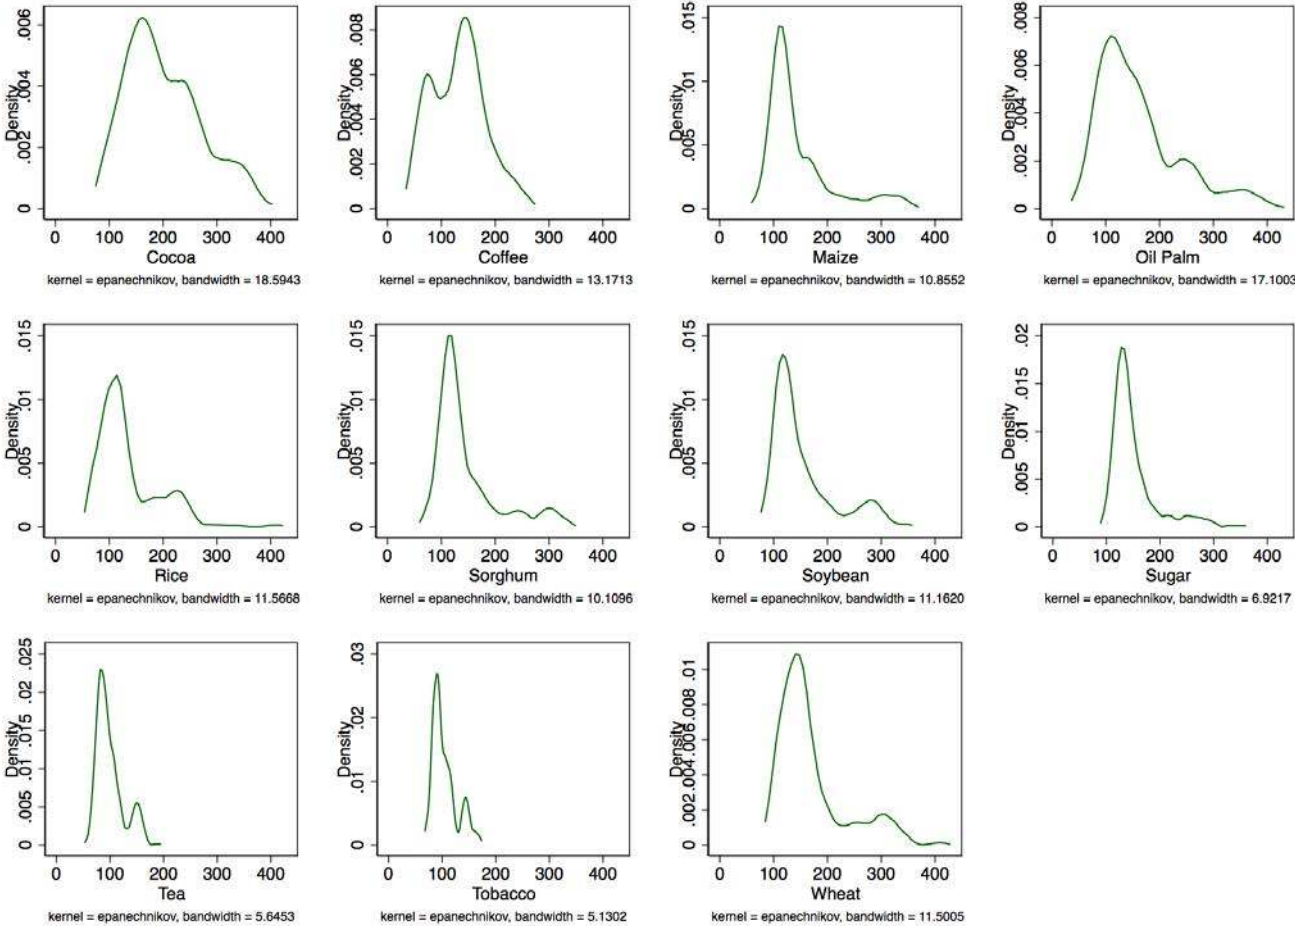 Density
0 .002 .004 .006
0 100 200 300 400
Cocoa
kernel = epanechnikov, bandwidth = 18.5943
Density
0 .002 .004 .006 .008
0 100 200 300 400
Coffee
kernel = epanechnikov, bandwidth = 13.1713
Density
0 .005 .01 .015
0 100 200 300 400
Maize
kernel = epanechnikov, bandwidth = 10.8552
Density
0 .002 .004 .006 .008
0 100 200 300 400
Oil Palm
kernel = epanechnikov, bandwidth = 17.1003
Density
0 .005 .01 .015
0 100 200 300 400
Rice
kernel = epanechnikov, bandwidth = 11.5668
Density
0 .005 .01 .015
0 100 200 300 400
Sorghum
kernel = epanechnikov, bandwidth = 10.1096
Density
0 .005 .01 .015
0 100 200 300 400
Soybean
kernel = epanechnikov, bandwidth = 11.1620
Density
0 .005 .01 .015 .02
0 100 200 300 400
Sugar
kernel = epanechnikov, bandwidth = 6.9217
Density
0 .005 .01 .015 .02 .025
0 100 200 300 400
Tea
kernel = epanechnikov, bandwidth = 5.6453
Density
0 .01 .02 .03
0 100 200 300 400
Tobacco
kernel = epanechnikov, bandwidth = 5.1302
Density
0 .002 .004 .006 .008 .01
0 100 200 300 400
Wheat
kernel = epanechnikov, bandwidth = 11.5005